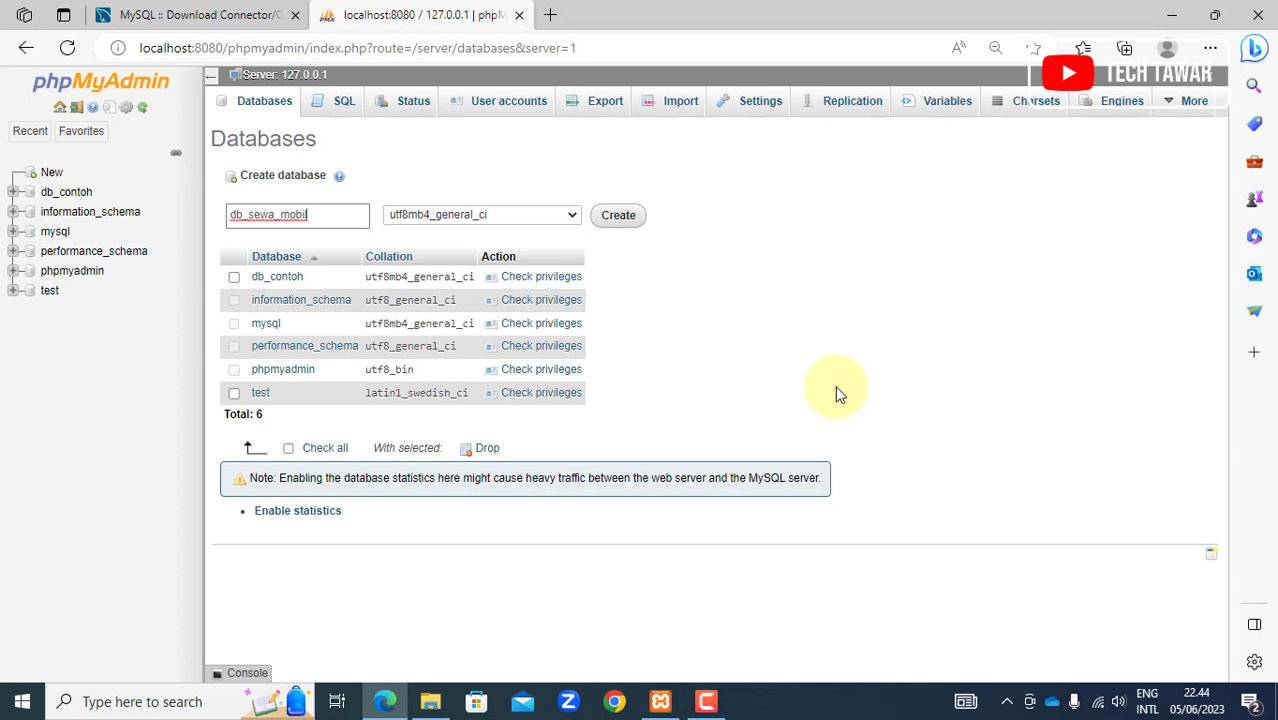 MySQL :: Download Connector/C
localhost:8080 / 127.0.0.1 | phpM
localhost:8080/phpmyadmin/index.php?route=/server/databases&server=1
TECH TAWAR
phpMyAdmin
Recent
Favorites
New
db_contoh
information_schema
mysql
performance_schema
phpmyadmin
test
Server: 127.0.0.1
Databases
SQL
Status
User accounts
Export
Import
Settings
Replication
Variables
Charsets
Engines
More
Databases
Create database
db_sewa_mobil
utf8mb4_general_ci
Create
Database Collation Action
db_contoh utf8mb4_general_ci Check privileges
information_schema utf8_general_ci Check privileges
mysql utf8mb4_general_ci Check privileges
performance_schema utf8_general_ci Check privileges
phpmyadmin utf8_bin Check privileges
test latin1_swedish_ci Check privileges
Total: 6
Check all With selected: Drop
Note: Enabling the database statistics here might cause heavy traffic between the web server and the MySQL server.
Enable statistics
Console
Type here to search
ENG
INTL
22.44
05/06/2023
2